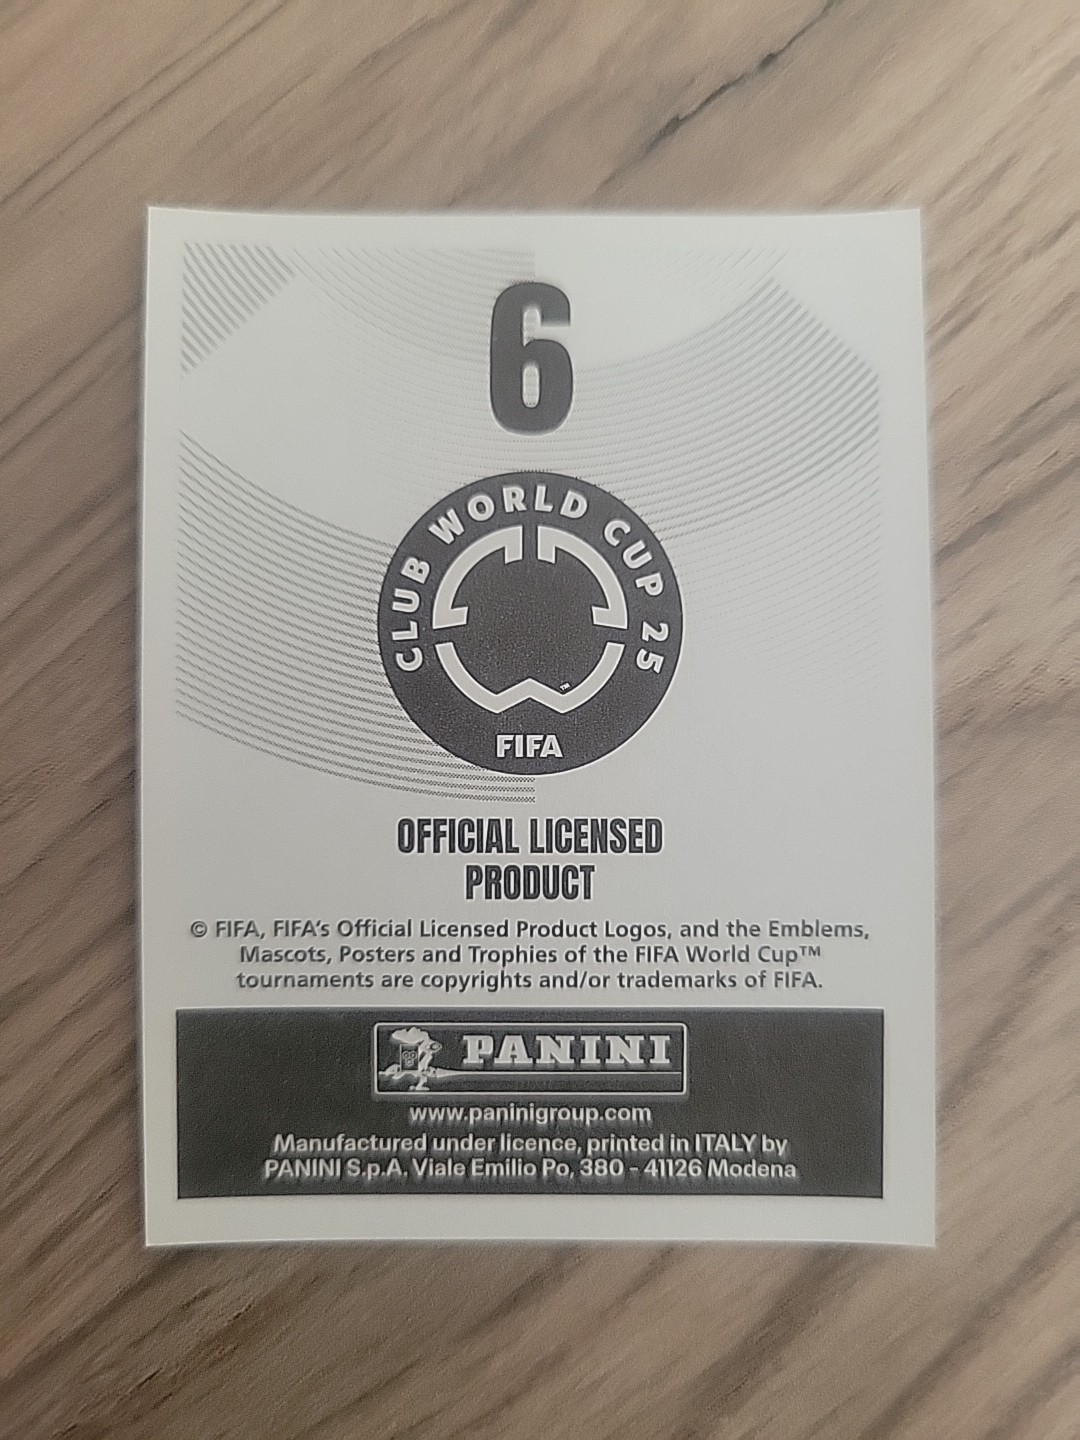 6
CLUB WORLD CUP 25
™
FIFA
OFFICIAL LICENSED
PRODUCT
© FIFA, FIFA's Official Licensed Product Logos, and the Emblems,
Mascots, Posters and Trophies of the FIFA World Cup™
tournaments are copyrights and/or trademarks of FIFA.
PANINI
www.paninigroup.com
Manufactured under licence, printed in ITALY by
PANINI S.p.A. Viale Emilio Po, 380 - 41126 Modena